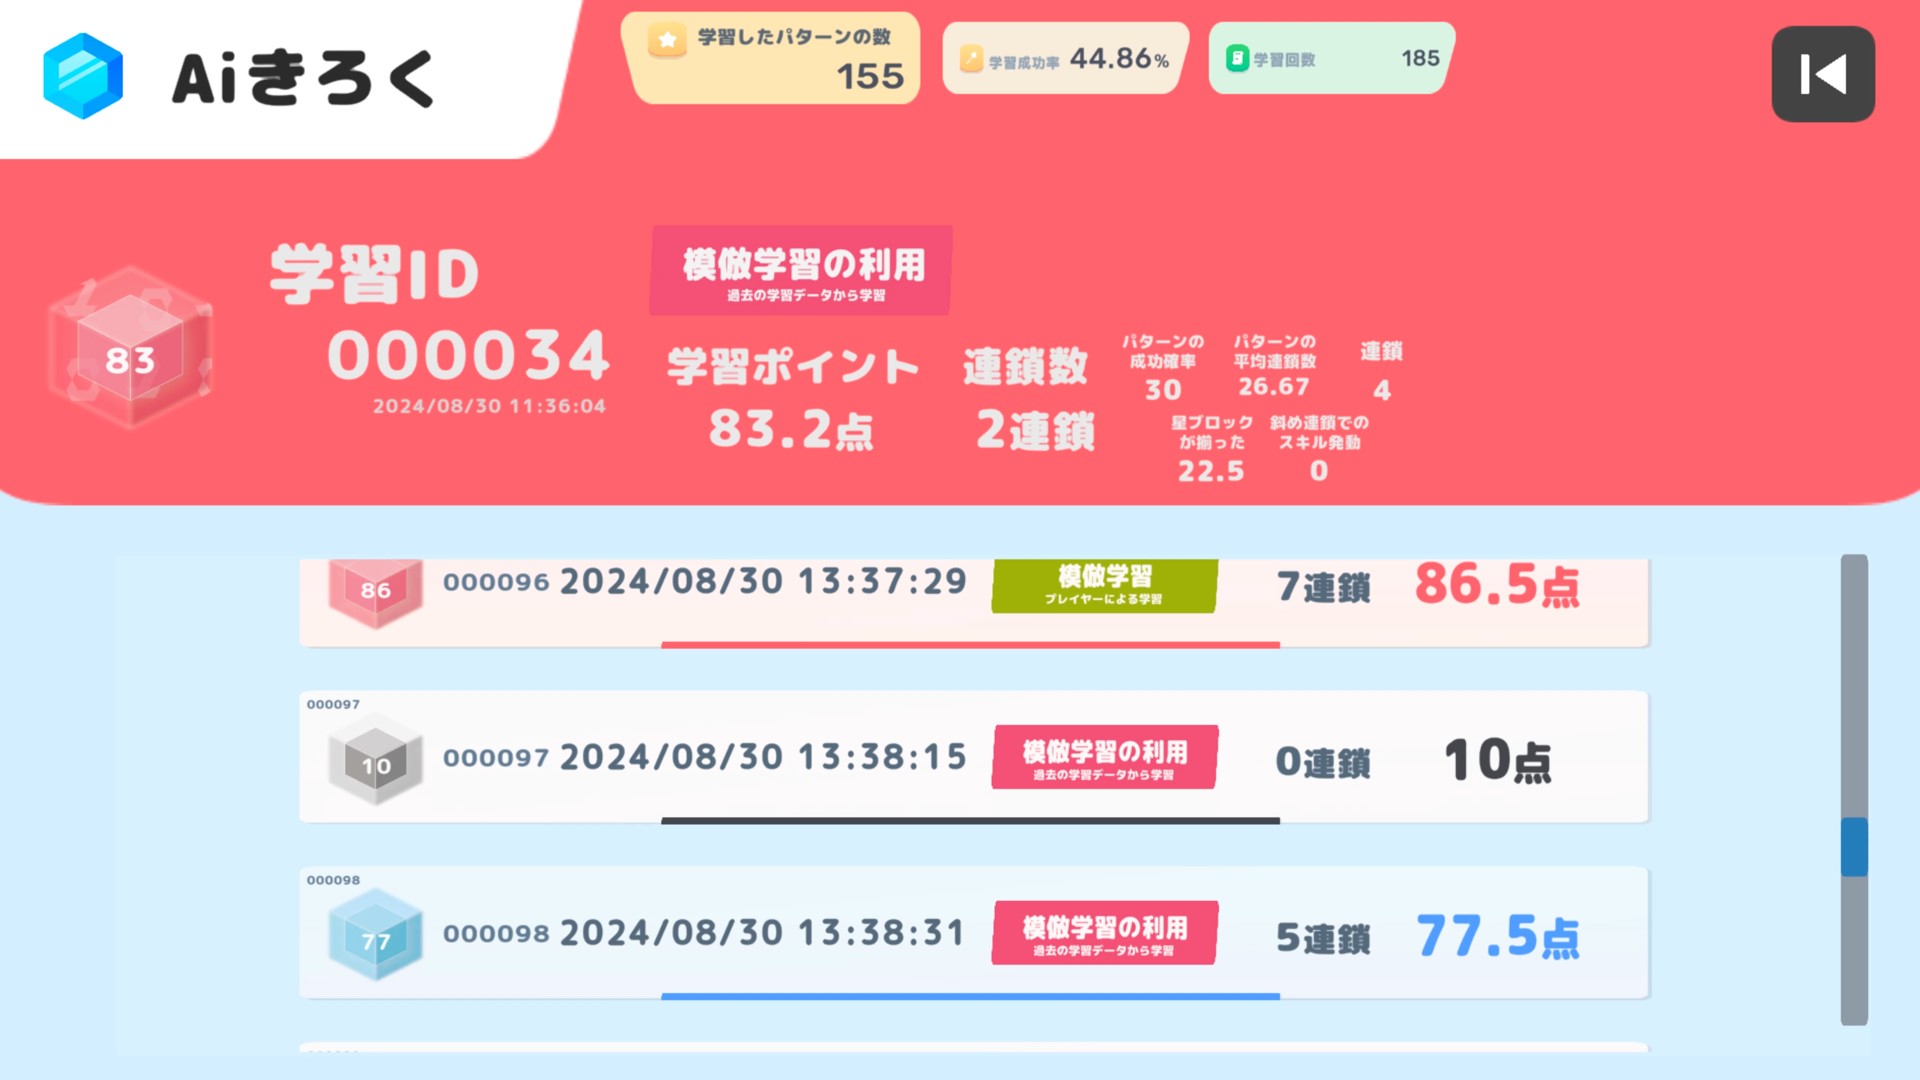 Aiきろく
学習したパターンの数
155
学習成功率 44.86%
学習回数 185
83
学習ID
000034
2024/08/30 11:36:04
模倣学習の利用
過去の学習データから学習
学習ポイント
83.2点
連鎖数
2連鎖
パターンの
成功確率
30
パターンの
平均連鎖数
26.67
連鎖
4
星ブロック
が揃った
22.5
斜め連鎖での
スキル発動
0
86
000096 2024/08/30 13:37:29
模倣学習
プレイヤーによる学習
7連鎖
86.5点
000097
10
000097 2024/08/30 13:38:15
模倣学習の利用
過去の学習データから学習
0連鎖
10点
000098
77
000098 2024/08/30 13:38:31
模倣学習の利用
過去の学習データから学習
5連鎖
77.5点